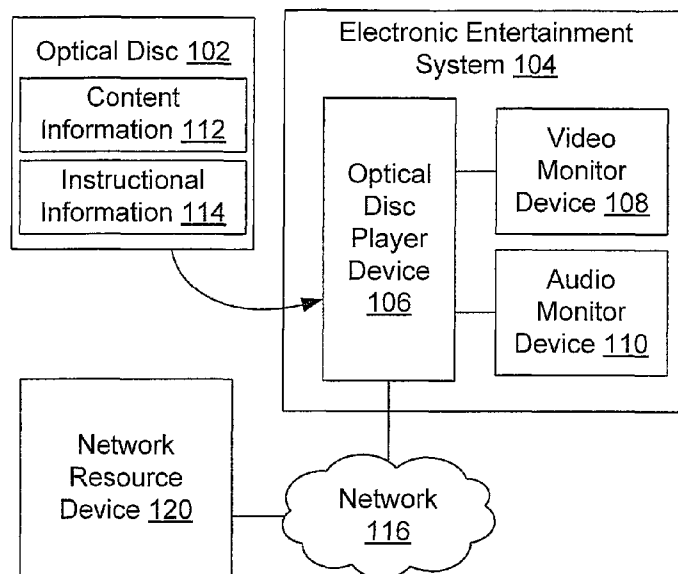 Optical Disc 102
Content
Information 112
Instructional
Information 114
Electronic Entertainment
System 104
Optical
Disc
Player
Device
106
Video
Monitor
Device 108
Audio
Monitor
Device 110
Network
Resource
Device 120
Network
116